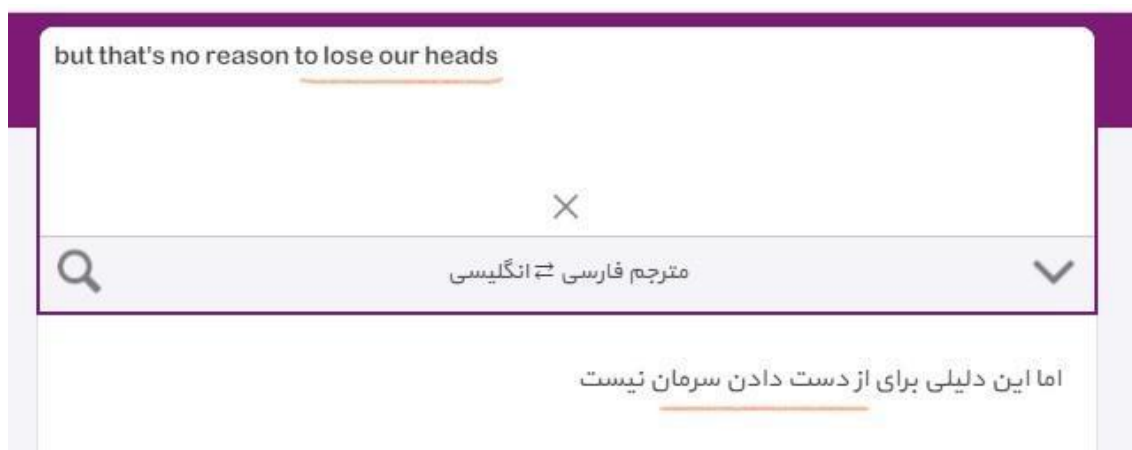 but that's no reason to lose our heads
مترجم فارسی ⇄ انگلیسی
اما این دلیلی برای از دست دادن سرمان نیست